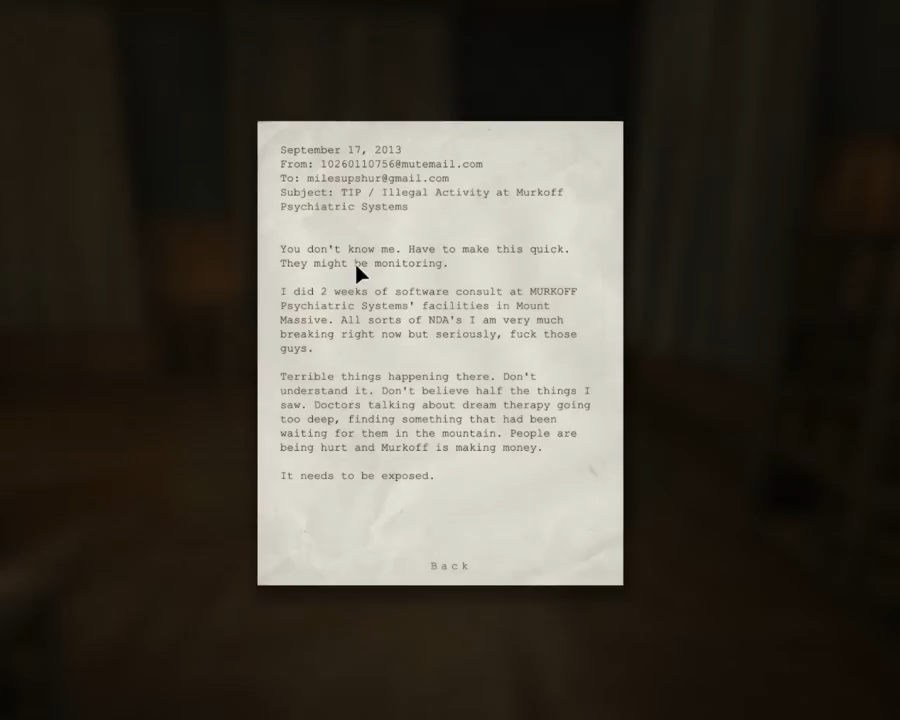 September 17, 2013
From: 10260110756@mutemail.com
To: milesupshur@gmail.com
Subject: TIP / Illegal Activity at Murkoff
Psychiatric Systems
You don't know me. Have to make this quick.
They might be monitoring.
I did 2 weeks of software consult at MURKOFF
Psychiatric Systems' facilities in Mount
Massive. All sorts of NDA's I am very much
breaking right now but seriously, fuck those
guys.
Terrible things happening there. Don't
understand it. Don't believe half the things I
saw. Doctors talking about dream therapy going
too deep, finding something that had been
waiting for them in the mountain. People are
being hurt and Murkoff is making money.
It needs to be exposed.
Back